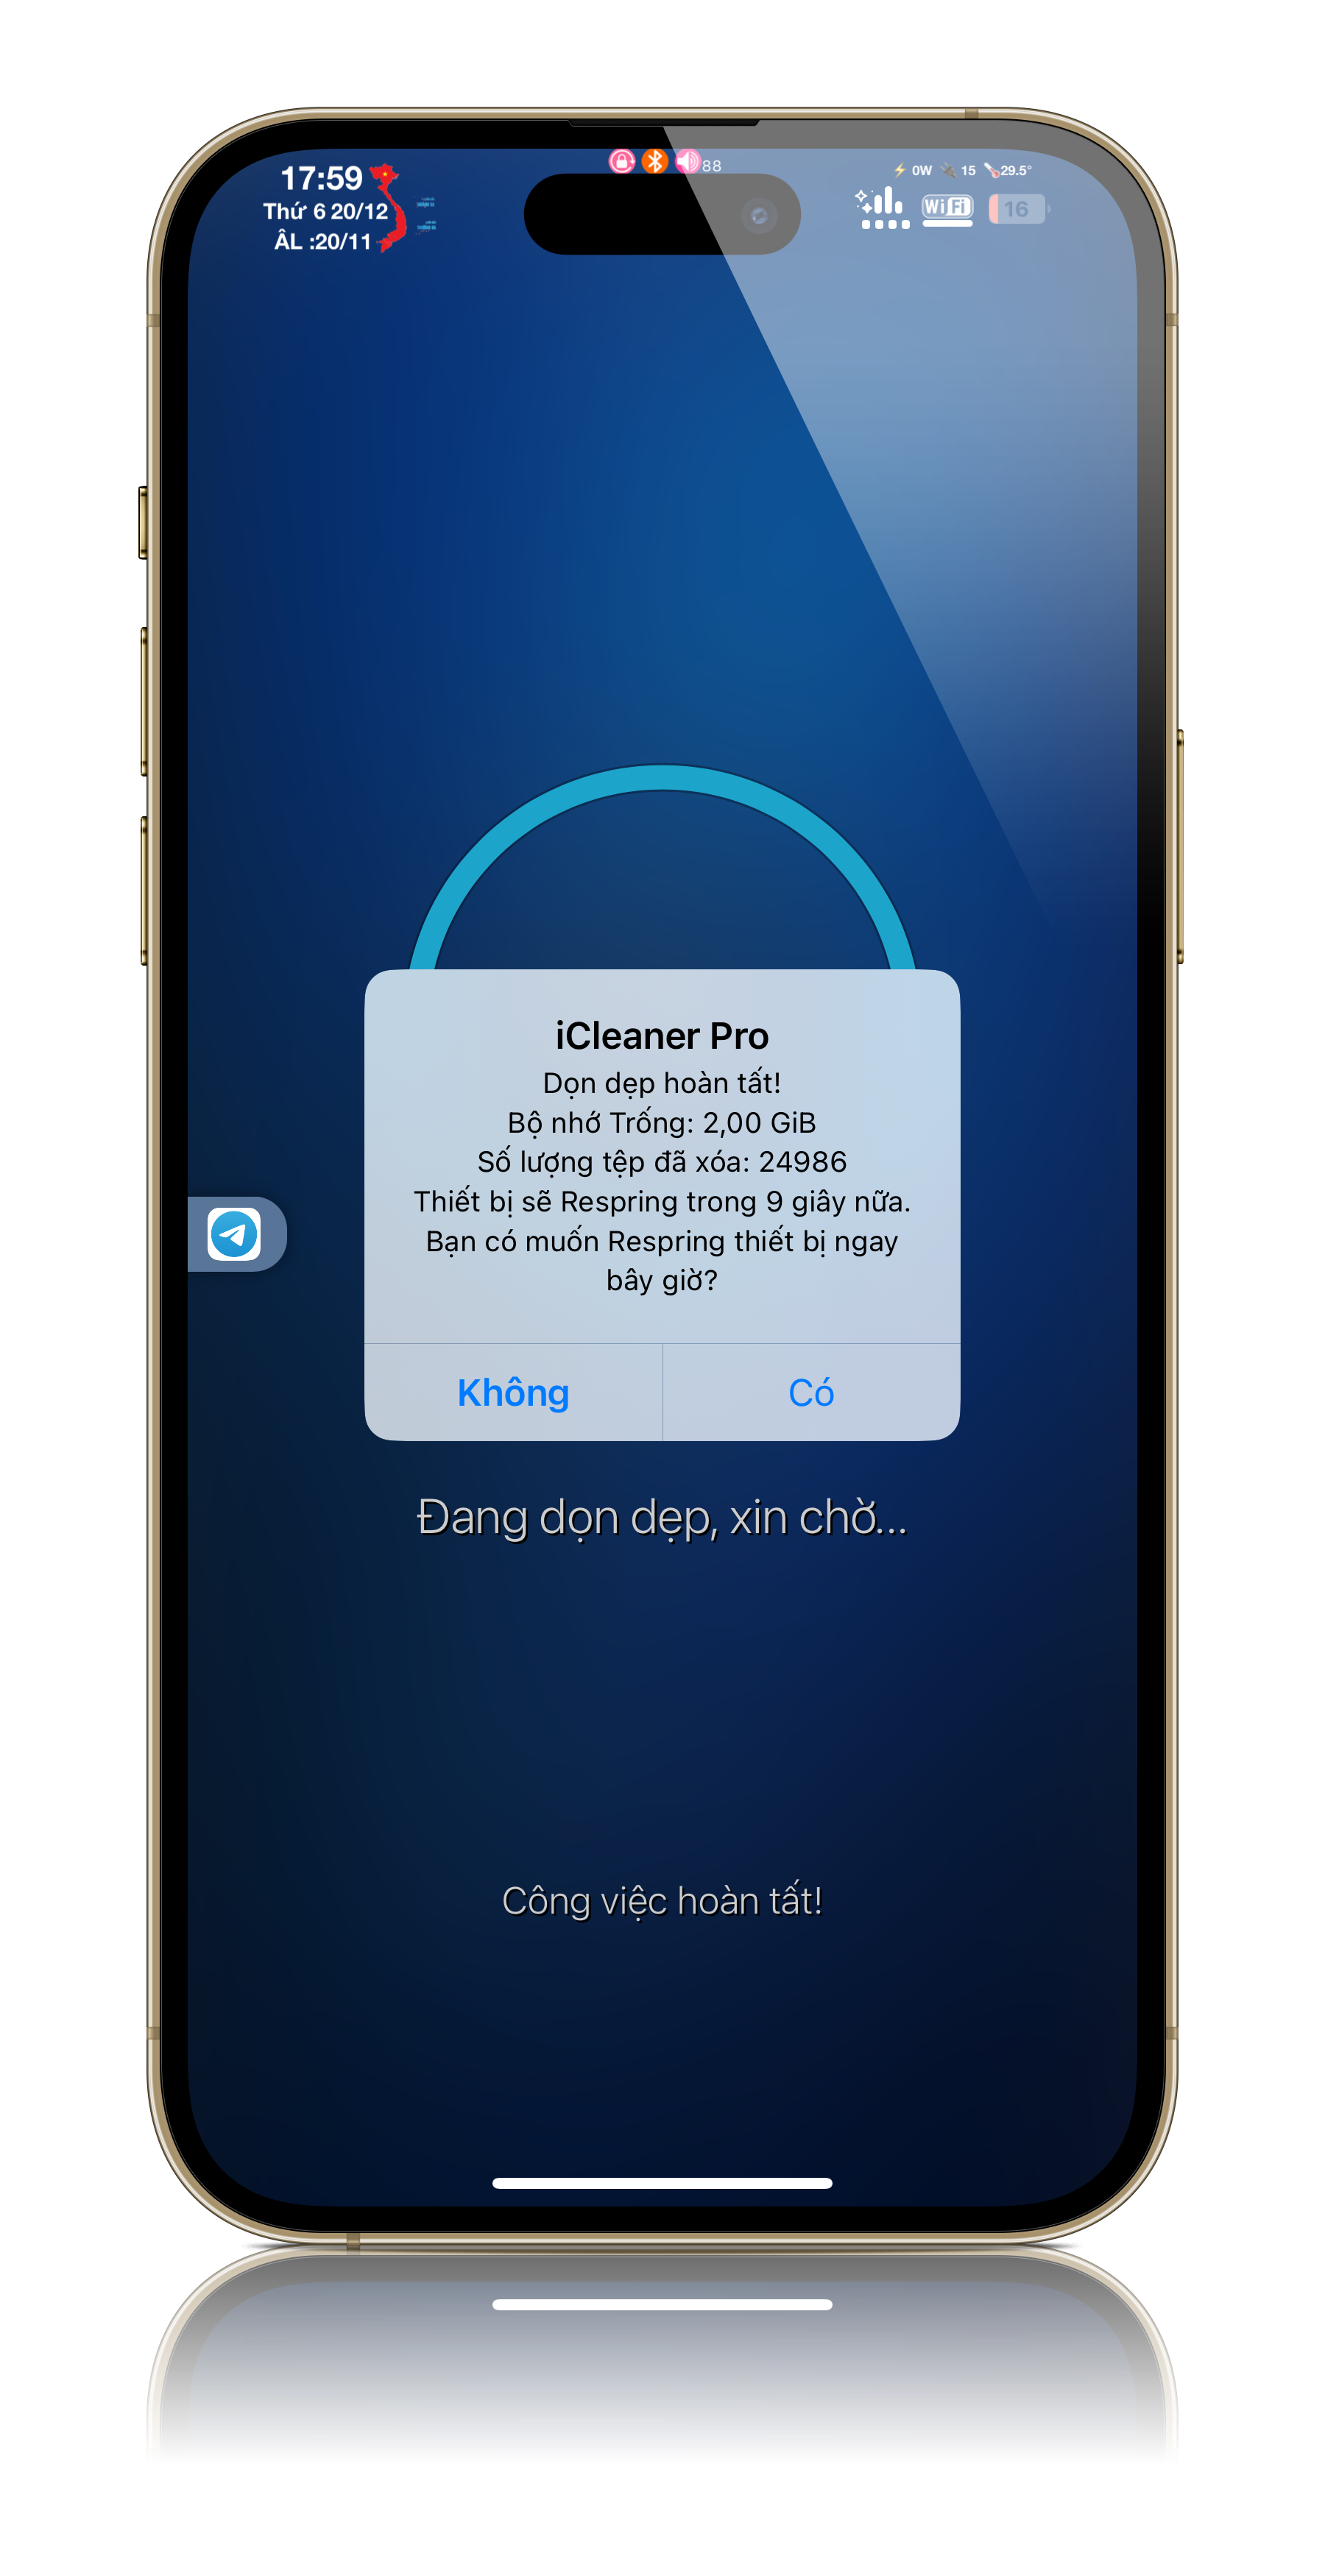 17:59
Thứ 6 20/12
ÂL :20/11
88
⚡ 0W 🔌 15 🌡29.5°
WiFi
16
iCleaner Pro
Dọn dẹp hoàn tất!
Bộ nhớ Trống: 2,00 GiB
Số lượng tệp đã xóa: 24986
Thiết bị sẽ Respring trong 9 giây nữa.
Bạn có muốn Respring thiết bị ngay
bây giờ?
Không Có
Đang dọn dẹp, xin chờ...
Công việc hoàn tất!